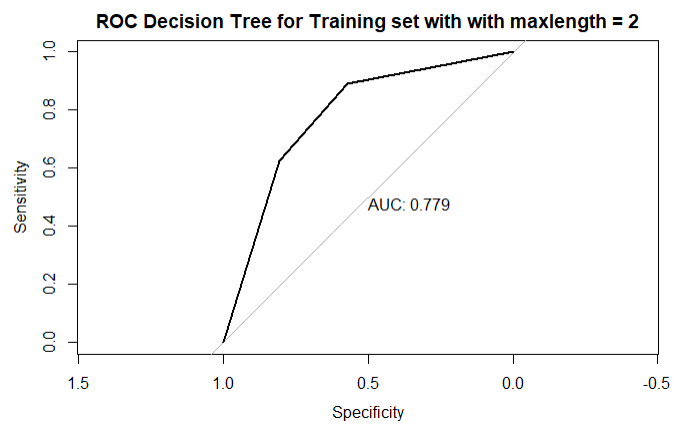 ROC Decision Tree for Training set with with maxlength = 2
Sensitivity
1.0
0.8
0.6
0.4
0.2
0.0
AUC: 0.779
1.5 1.0 0.5 0.0 -0.5
Specificity